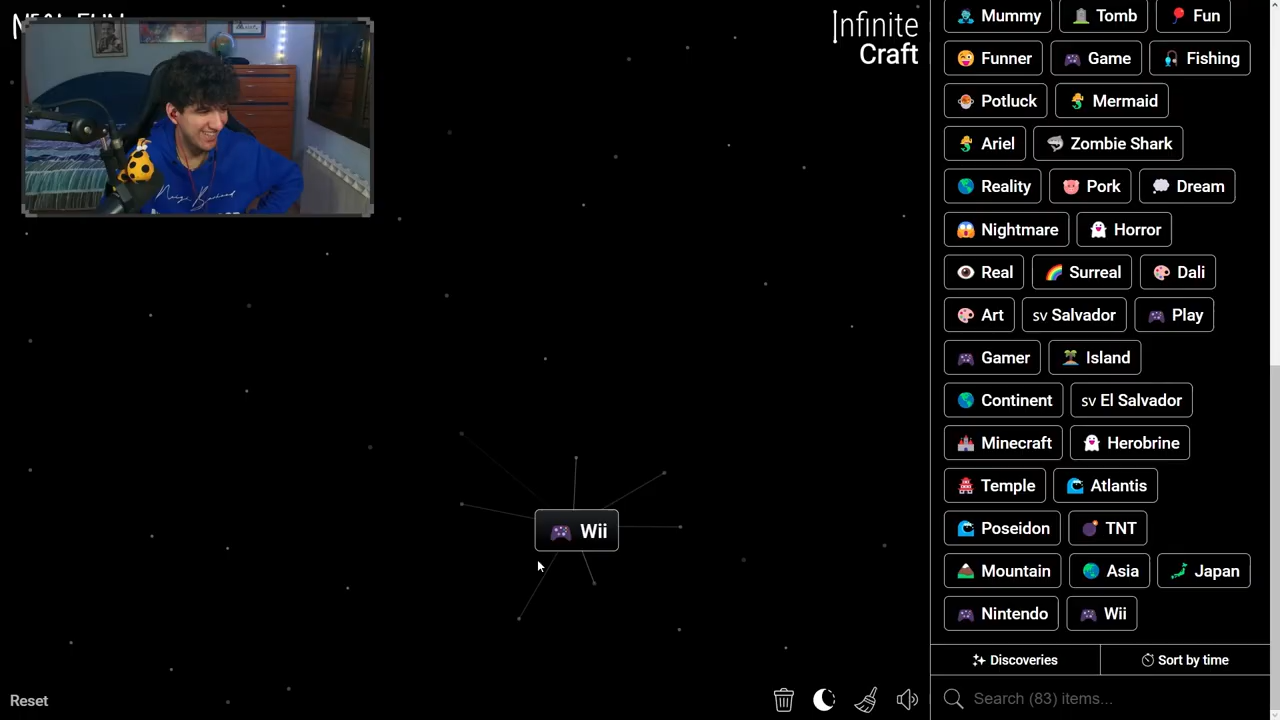 Infinite
Craft
Mummy Tomb Fun
Funner Game Fishing
Potluck Mermaid
Ariel Zombie Shark
Reality Pork Dream
Nightmare Horror
Real Surreal Dali
Art SV Salvador Play
Gamer Island
Continent SV El Salvador
Minecraft Herobrine
Temple Atlantis
Poseidon TNT
Wii
Mountain Asia Japan
Nintendo Wii
Discoveries Sort by time
Reset
Search (83) items...